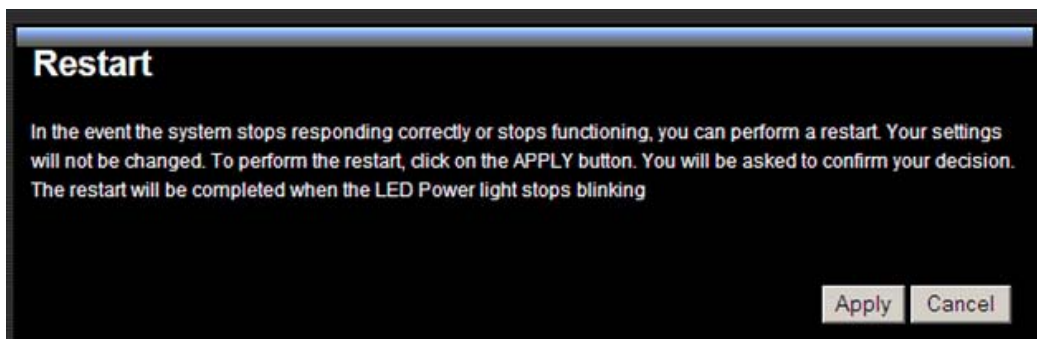 Restart
In the event the system stops responding correctly or stops functioning, you can perform a restart. Your settings
will not be changed. To perform the restart, click on the APPLY button. You will be asked to confirm your decision.
The restart will be completed when the LED Power light stops blinking
Apply Cancel